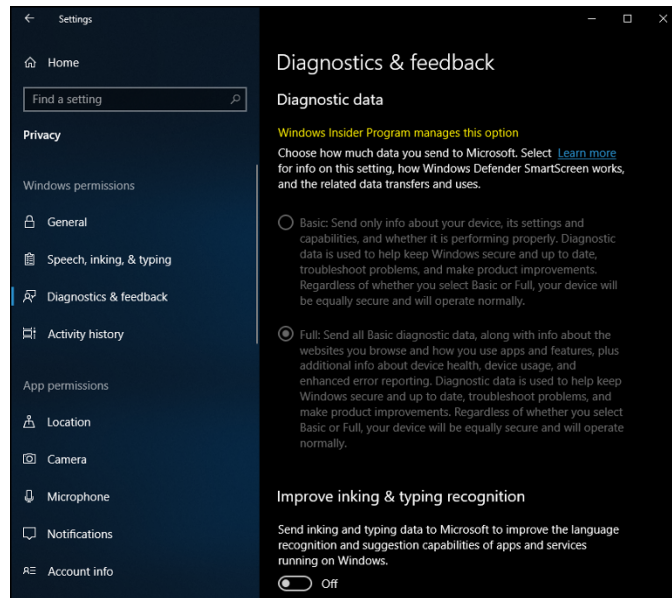 Settings
Home
Find a setting
Privacy
Windows permissions
General
Speech, inking, & typing
Diagnostics & feedback
Activity history
App permissions
Location
Camera
Microphone
Notifications
Account info
Diagnostics & feedback
Diagnostic data
Windows Insider Program manages this option
Choose how much data you send to Microsoft. Select Learn more
for info on this setting, how Windows Defender SmartScreen works,
and the related data transfers and uses.
Basic: Send only info about your device, its settings and
capabilities, and whether it is performing properly. Diagnostic
data is used to help keep Windows secure and up to date,
troubleshoot problems, and make product improvements.
Regardless of whether you select Basic or Full, your device will
be equally secure and will operate normally.
Full: Send all Basic diagnostic data, along with info about the
websites you browse and how you use apps and features, plus
additional info about device health, device usage, and
enhanced error reporting. Diagnostic data is used to help keep
Windows secure and up to date, troubleshoot problems, and
make product improvements. Regardless of whether you select
Basic or Full, your device will be equally secure and will operate
normally.
Improve inking & typing recognition
Send inking and typing data to Microsoft to improve the language
recognition and suggestion capabilities of apps and services
running on Windows.
Off